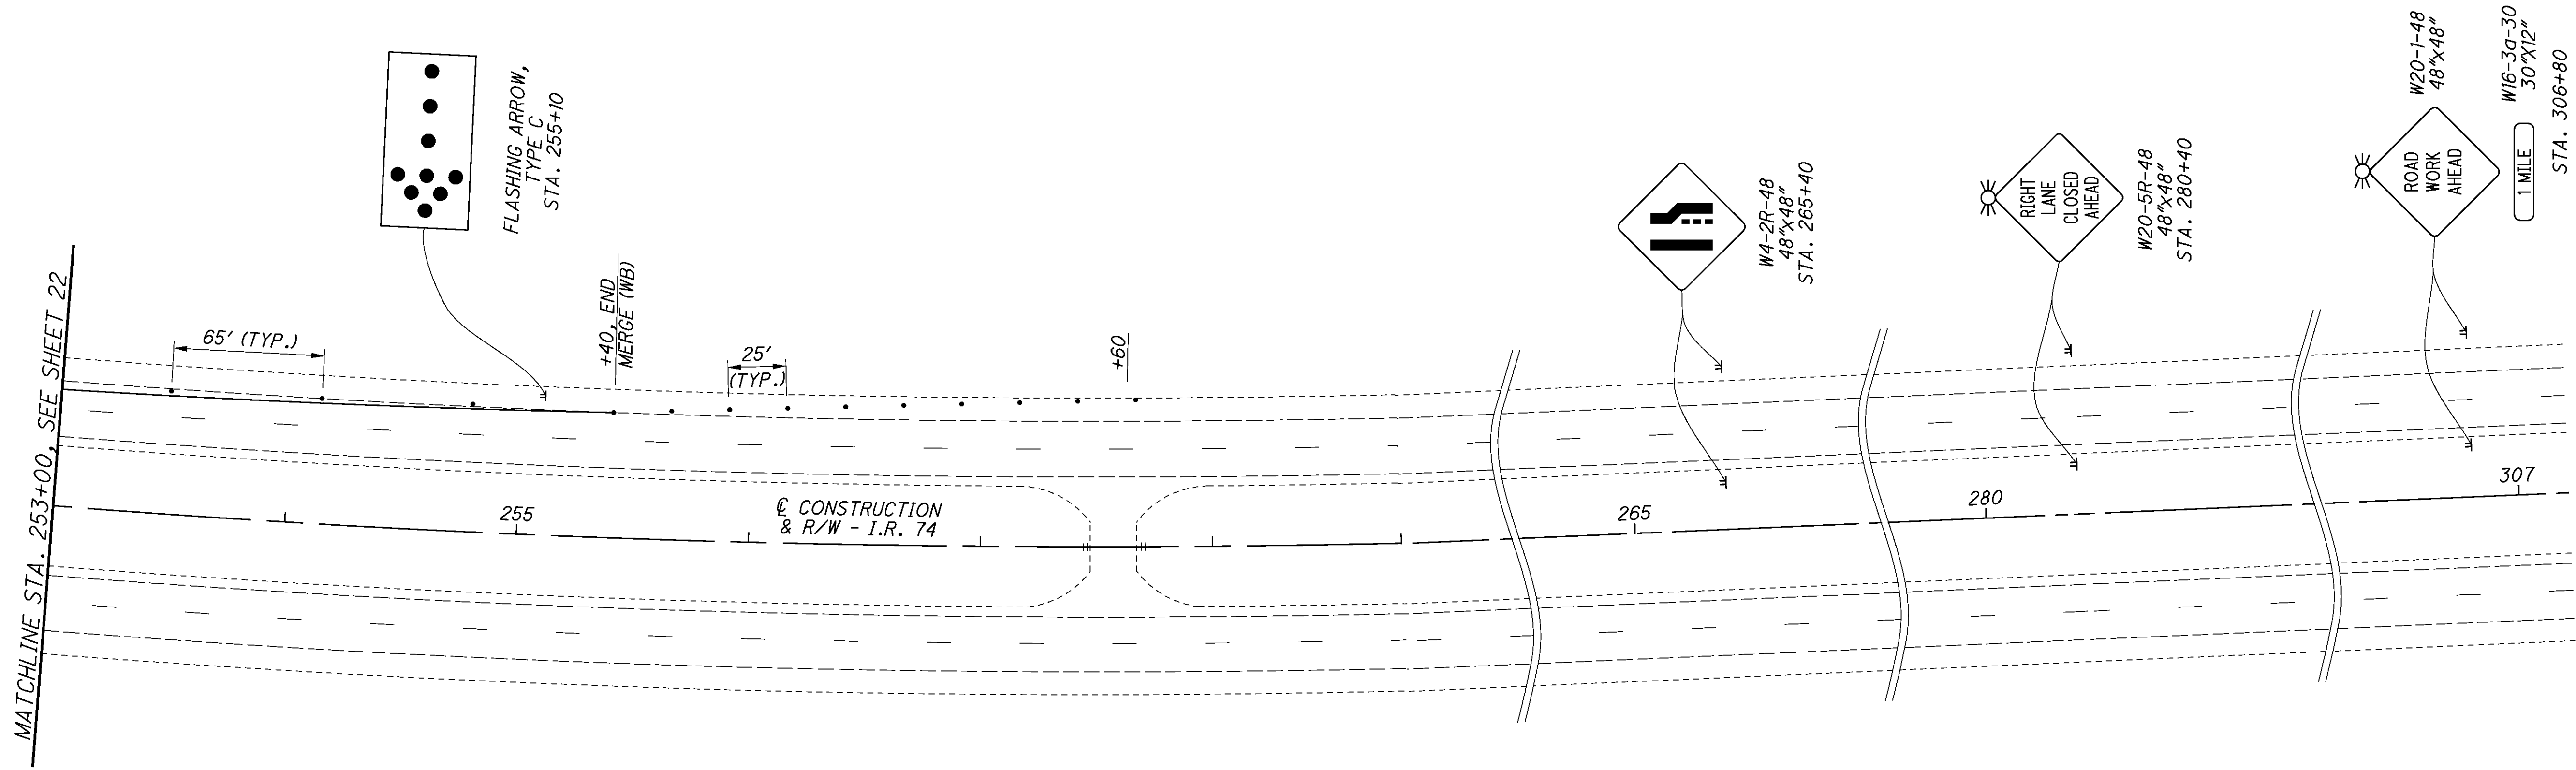 MATCHLINE STA. 253+00, SEE SHEET 22
65' (TYP.)
FLASHING ARROW,
TYPE C
STA. 255+10
+40, END
MERGE (WB)
25'
(TYP.)
+60
255
℄ CONSTRUCTION
& R/W - I.R. 74
W4-2R-48
48"x48"
STA. 265+40
265
RIGHT
LANE
CLOSED
AHEAD
W20-5R-48
48"x48"
STA. 280+40
280
ROAD
WORK
AHEAD
W20-1-48
48"x48"
1 MILE
W16-3a-30
30"X12"
STA. 306+80
307